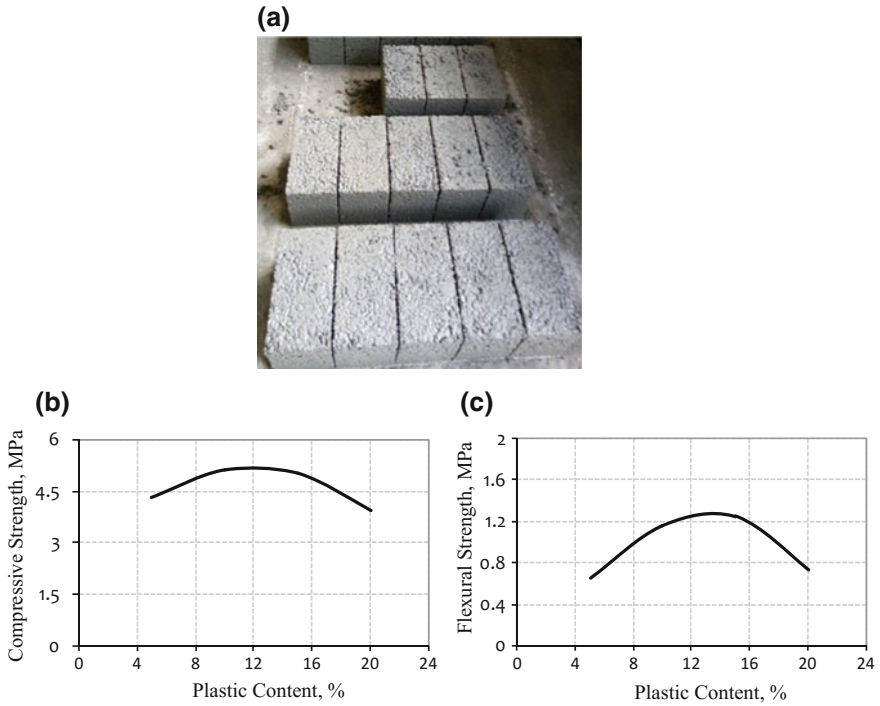 (a)
(b)
(c)
Compressive Strength, MPa
6
4.5
3
1.5
0
0 4 8 12 16 20 24
Plastic Content, %
Flexural Strength, MPa
2
1.6
1.2
0.8
0.4
0
0 4 8 12 16 20 24
Plastic Content, %